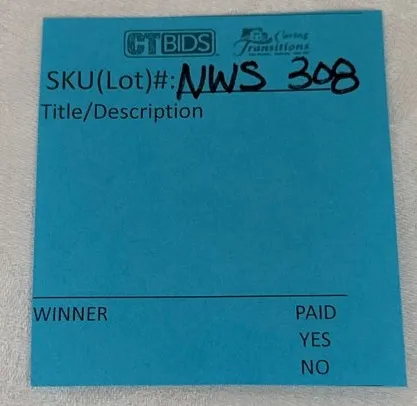 CTBIDS Caring Transitions
SKU(Lot)#: NWS 308
Title/Description
WINNER PAID
YES
NO